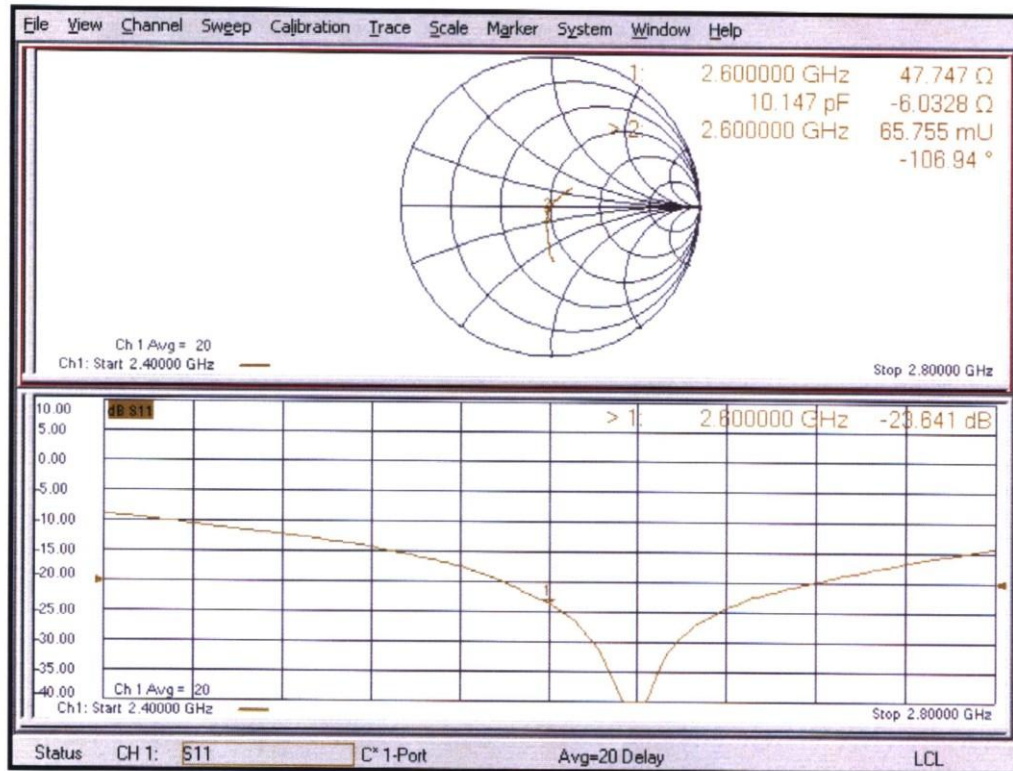 File View Channel Sweep Calibration Trace Scale Marker System Window Help
1: 2.600000 GHz 47.747 Ω
10.147 pF -6.0328 Ω
> 2: 2.600000 GHz 65.755 mU
-106.94 °
Ch 1 Avg = 20
Ch1: Start 2.40000 GHz
Stop 2.80000 GHz
dB S11
> 1: 2.600000 GHz -23.641 dB
10.00
5.00
0.00
-5.00
-10.00
-15.00
-20.00
-25.00
-30.00
-35.00
-40.00
1
Ch 1 Avg = 20
Ch1: Start 2.40000 GHz
Stop 2.80000 GHz
Status CH 1: S11 C* 1-Port Avg=20 Delay LCL